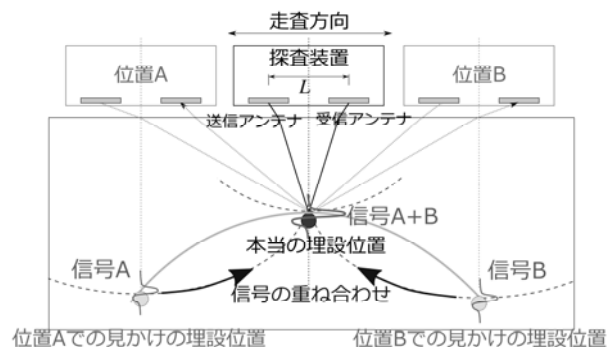 走査方向
位置A
探査装置
位置B
L
送信アンテナ
受信アンテナ
信号A+B
本当の埋設位置
信号A
信号B
信号の重ね合わせ
位置Aでの見かけの埋設位置
位置Bでの見かけの埋設位置